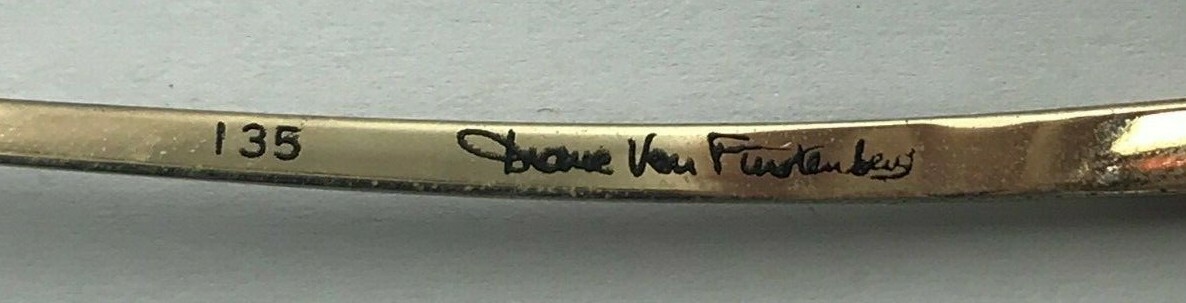 135 Diane Von Furstenberg